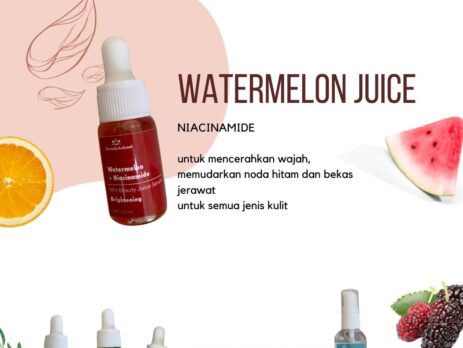 WATERMELON JUICE
NIACINAMIDE
untuk mencerahkan wajah,
memudarkan noda hitam dan bekas
jerawat
untuk semua jenis kulit
Watermelon
+ Niacinamide
Brightening